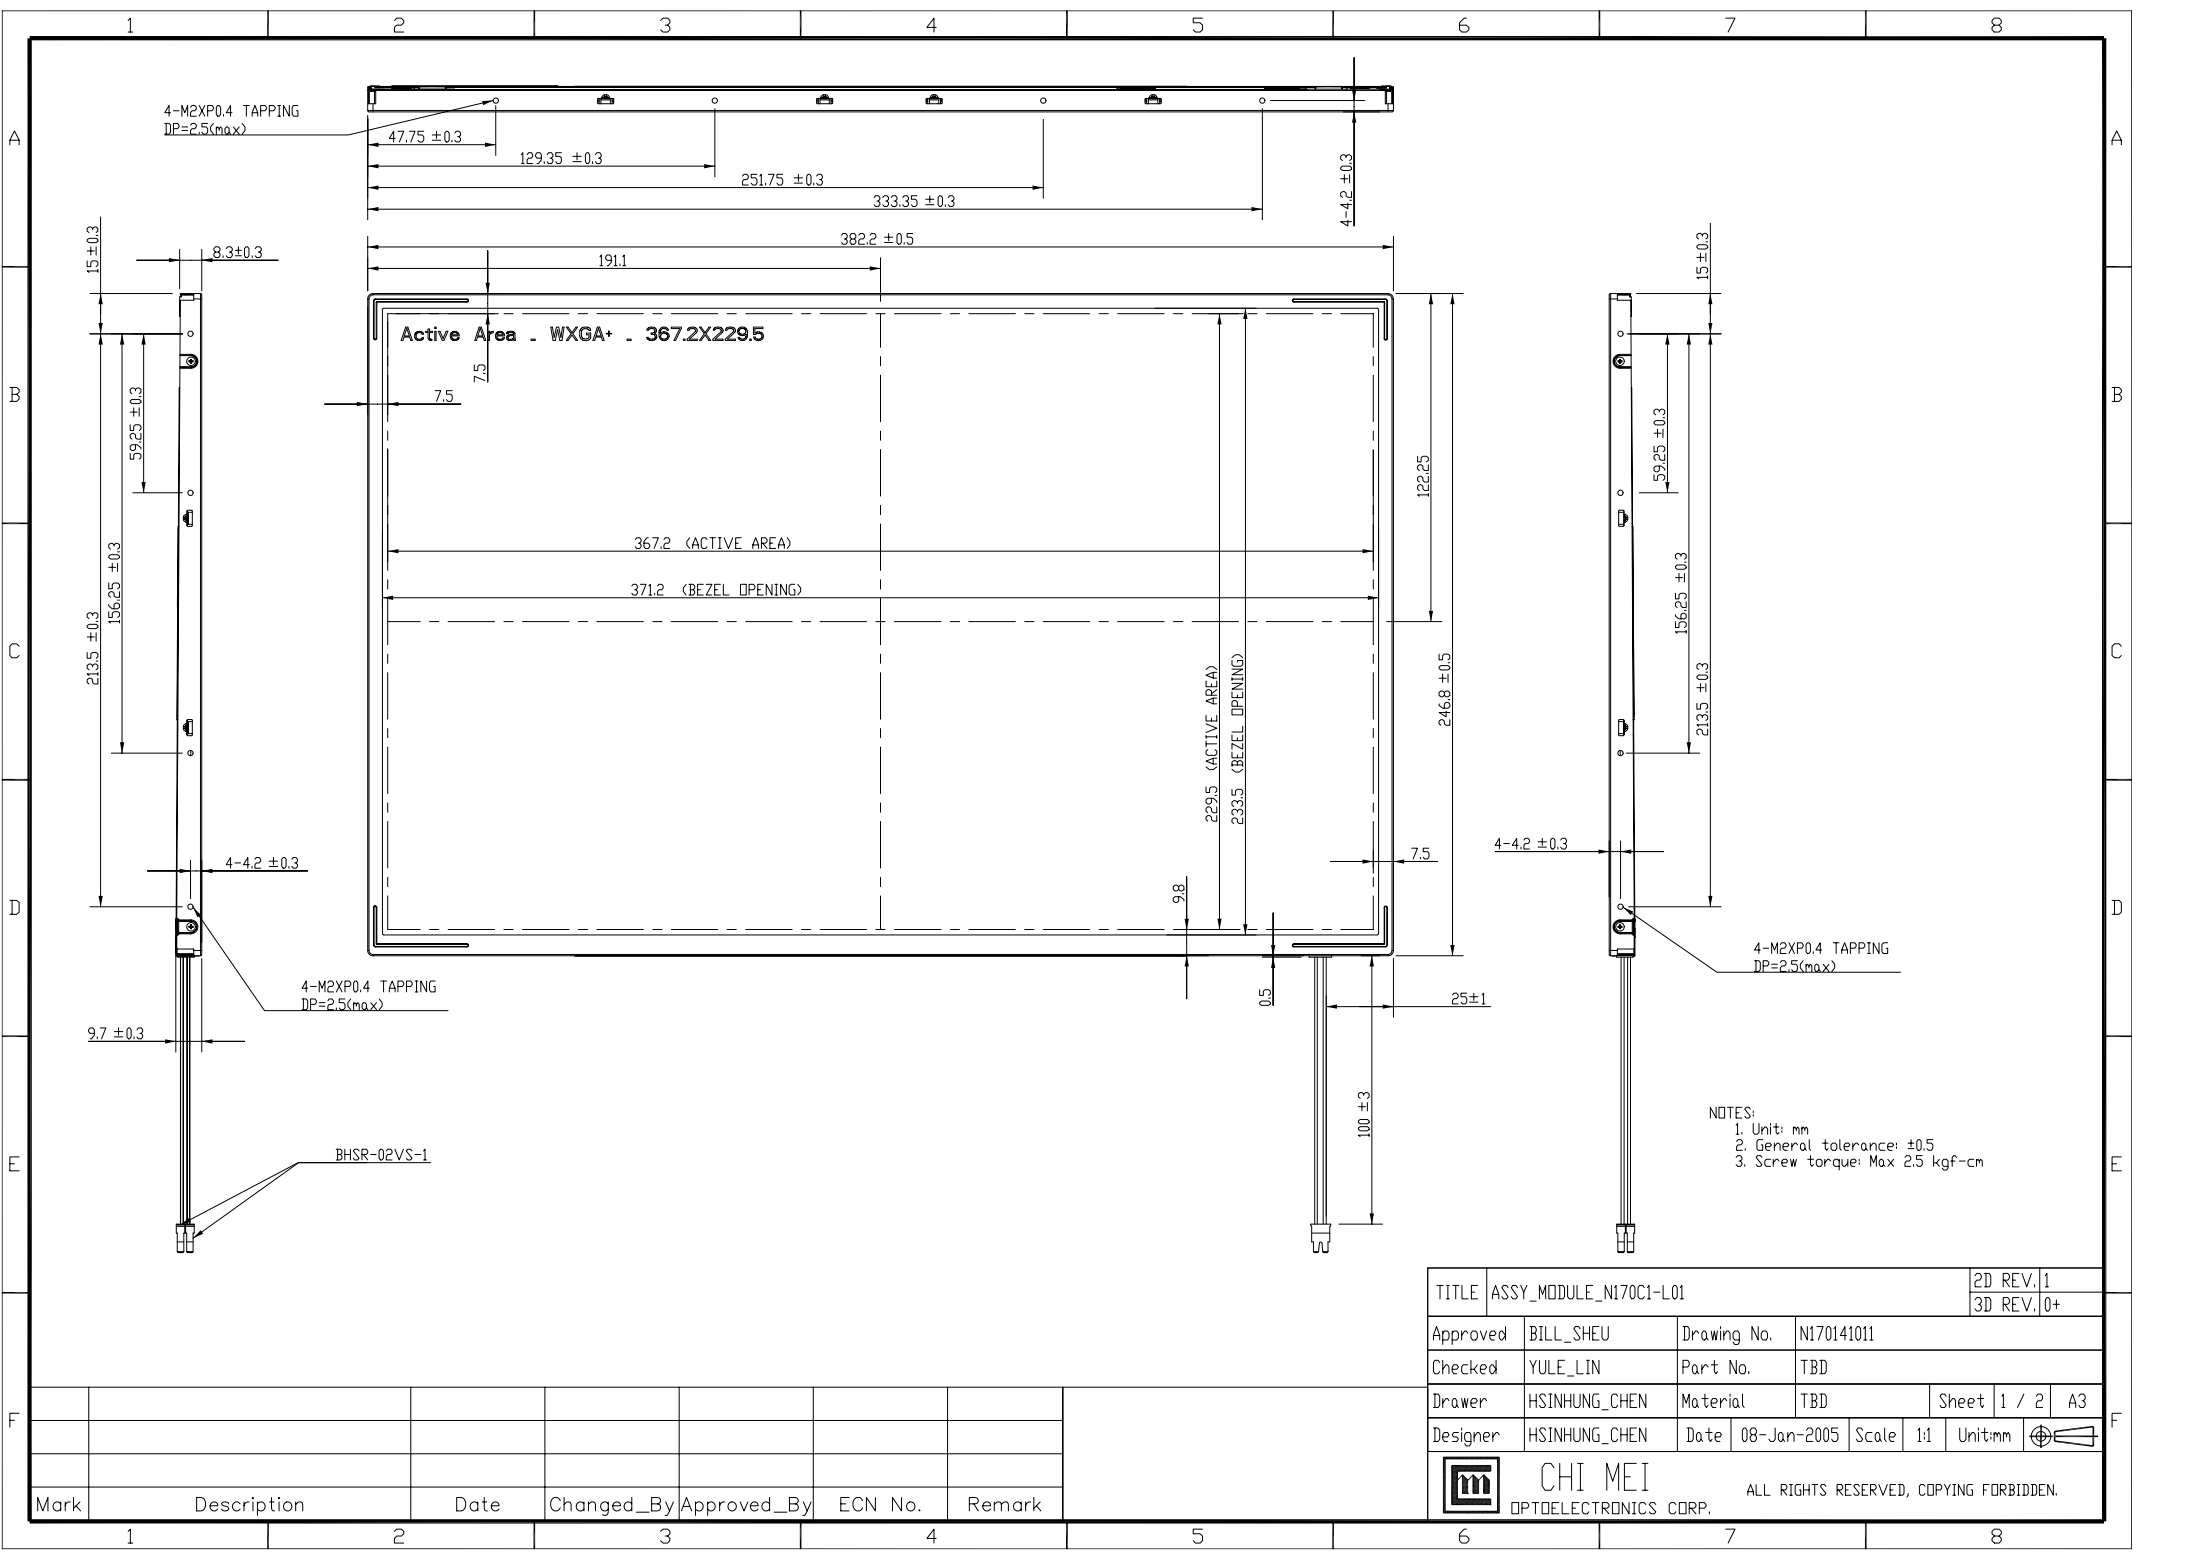 1 2 3 4 5 6 7 8
A
A
4-M2XP0.4 TAPPING
DP=2.5(max)
47.75 ±0.3
129.35 ±0.3
251.75 ±0.3
333.35 ±0.3
4-4.2 ±0.3
382.2 ±0.5
191.1
15±0.3
8.3±0.3
15±0.3
Active Area - WXGA+ - 367.2X229.5
7.5
7.5
B
B
59.25 ±0.3
156.25 ±0.3
213.5 ±0.3
122.25
59.25 ±0.3
156.25 ±0.3
213.5 ±0.3
367.2 (ACTIVE AREA)
371.2 (BEZEL OPENING)
C
C
229.5 (ACTIVE AREA)
233.5 (BEZEL OPENING)
246.8 ±0.5
4-4.2 ±0.3
7.5
4-4.2 ±0.3
9.8
D
D
4-M2XP0.4 TAPPING
DP=2.5(max)
4-M2XP0.4 TAPPING
DP=2.5(max)
0.5
25±1
9.7 ±0.3
100 ±3
BHSR-02VS-1
NOTES:
1. Unit: mm
2. General tolerance: ±0.5
3. Screw torque: Max 2.5 kgf-cm
E
E
TITLE ASSY_MODULE_N170C1-L01 2D REV. 1
3D REV. 0+
Approved BILL_SHEU Drawing No. N170141011
Checked YULE_LIN Part No. TBD
Drawer HSINHUNG_CHEN Material TBD Sheet 1 / 2 A3
Designer HSINHUNG_CHEN Date 08-Jan-2005 Scale 1:1 Unit:mm
F
F
CHI MEI
OPTOELECTRONICS CORP.
ALL RIGHTS RESERVED, COPYING FORBIDDEN.
Mark Description Date Changed_By Approved_By ECN No. Remark
1 2 3 4 5 6 7 8